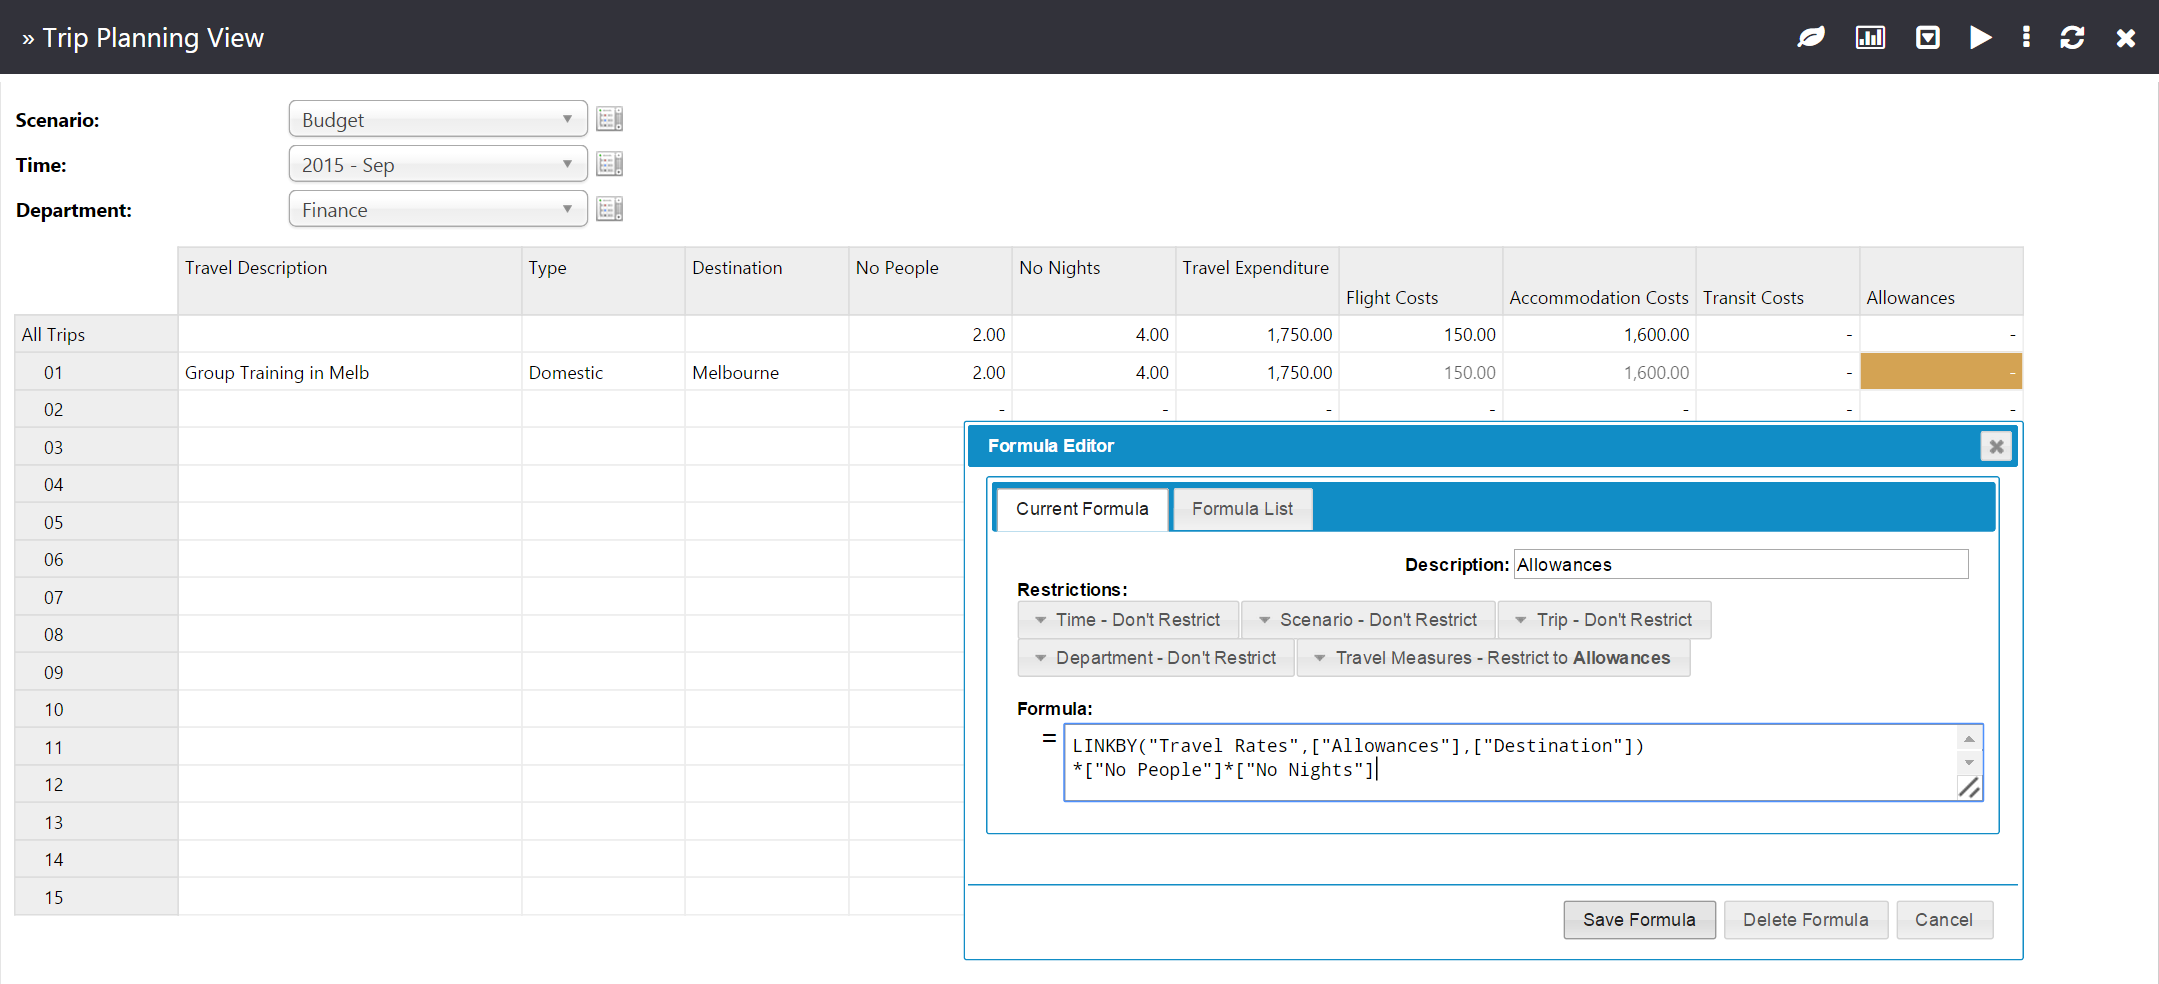 » Trip Planning View
Scenario: Budget
Time: 2015 - Sep
Department: Finance
Travel Description Type Destination No People No Nights Travel Expenditure
Flight Costs Accommodation Costs Transit Costs Allowances
All Trips 2.00 4.00 1,750.00 150.00 1,600.00 - -
01 Group Training in Melb Domestic Melbourne 2.00 4.00 1,750.00 150.00 1,600.00 - -
02 - - - - - - -
03
04
05
06
07
08
09
10
11
12
13
14
15
Formula Editor
Current Formula Formula List
Description: Allowances
Restrictions:
Time - Don't Restrict Scenario - Don't Restrict Trip - Don't Restrict
Department - Don't Restrict Travel Measures - Restrict to Allowances
Formula:
= LINKBY("Travel Rates",["Allowances"],["Destination"])
*["No People"]*["No Nights"]
Save Formula Delete Formula Cancel